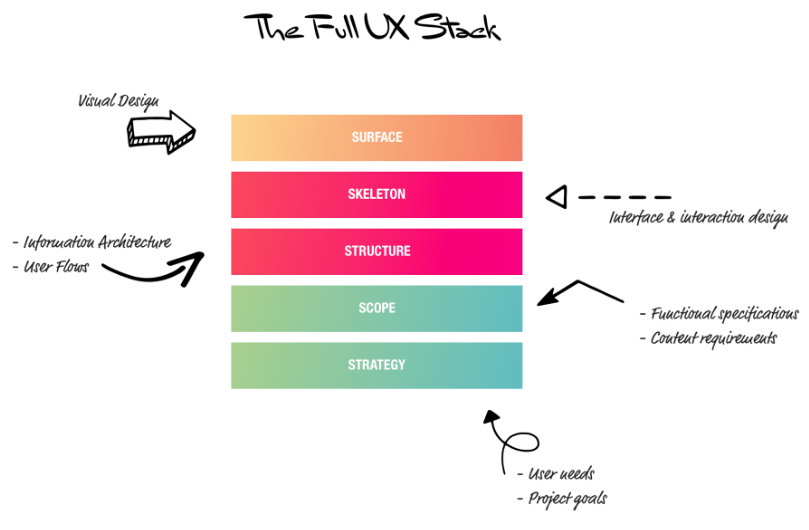 The Full UX Stack
Visual Design
SURFACE
SKELETON
Interface & interaction design
- Information Architecture
- User Flows
STRUCTURE
SCOPE
- Functional specifications
- Content requirements
STRATEGY
- User needs
- Project goals